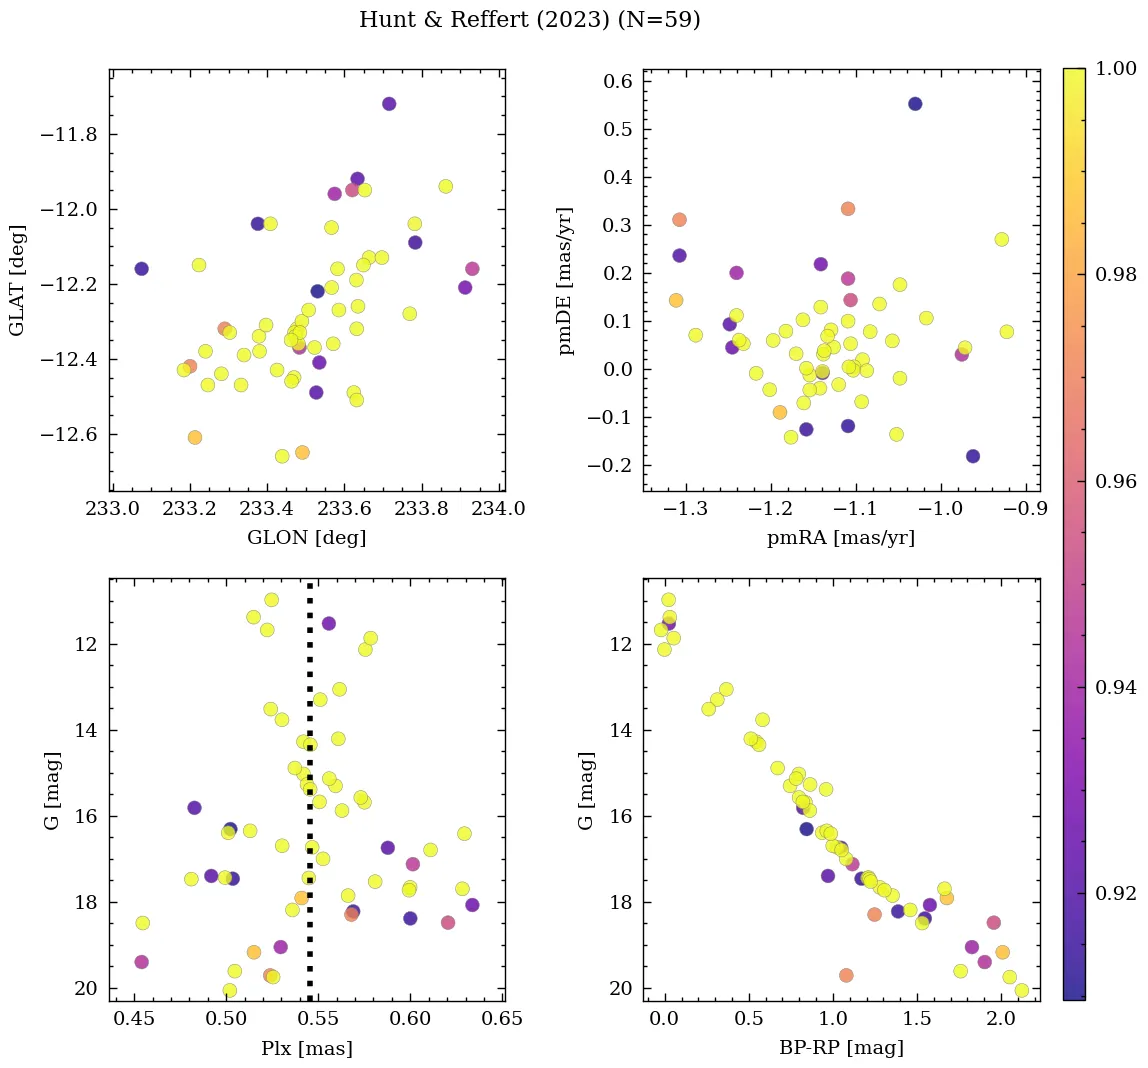 Hunt & Reffert (2023) (N=59)
−11.8
−12.0
−12.2
−12.4
−12.6
GLAT [deg]
233.0 233.2 233.4 233.6 233.8 234.0
GLON [deg]
0.6
0.5
0.4
0.3
0.2
0.1
0.0
−0.1
−0.2
pmDE [mas/yr]
−1.3 −1.2 −1.1 −1.0 −0.9
pmRA [mas/yr]
1.00
0.98
0.96
0.94
0.92
12
14
16
18
20
G [mag]
0.45 0.50 0.55 0.60 0.65
Plx [mas]
12
14
16
18
20
G [mag]
0.0 0.5 1.0 1.5 2.0
BP-RP [mag]